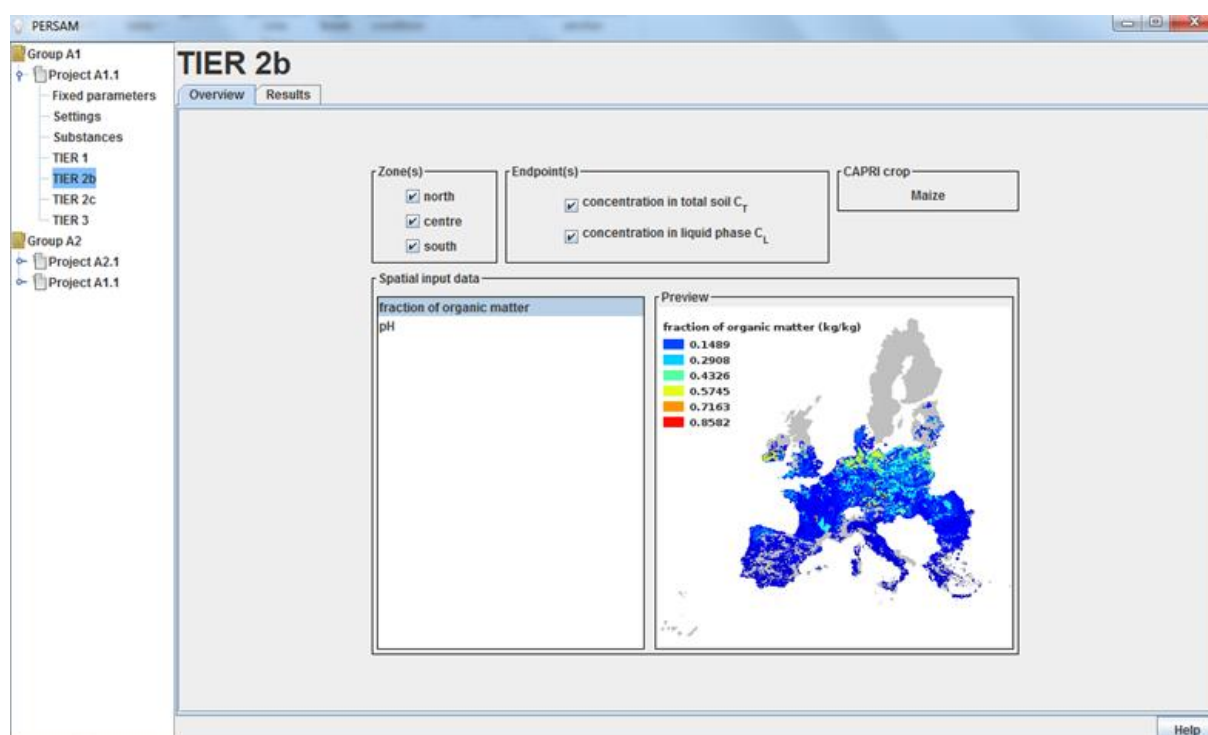 PERSAM
Group A1
Project A1.1
Fixed parameters
Settings
Substances
TIER 1
TIER 2b
TIER 2c
TIER 3
Group A2
Project A2.1
Project A1.1
TIER 2b
Overview Results
Zone(s)
north
centre
south
Endpoint(s)
concentration in total soil C_T
concentration in liquid phase C_L
CAPRI crop
Maize
Spatial input data
fraction of organic matter
pH
Preview
fraction of organic matter (kg/kg)
0.1489
0.2908
0.4326
0.5745
0.7163
0.8582
Help